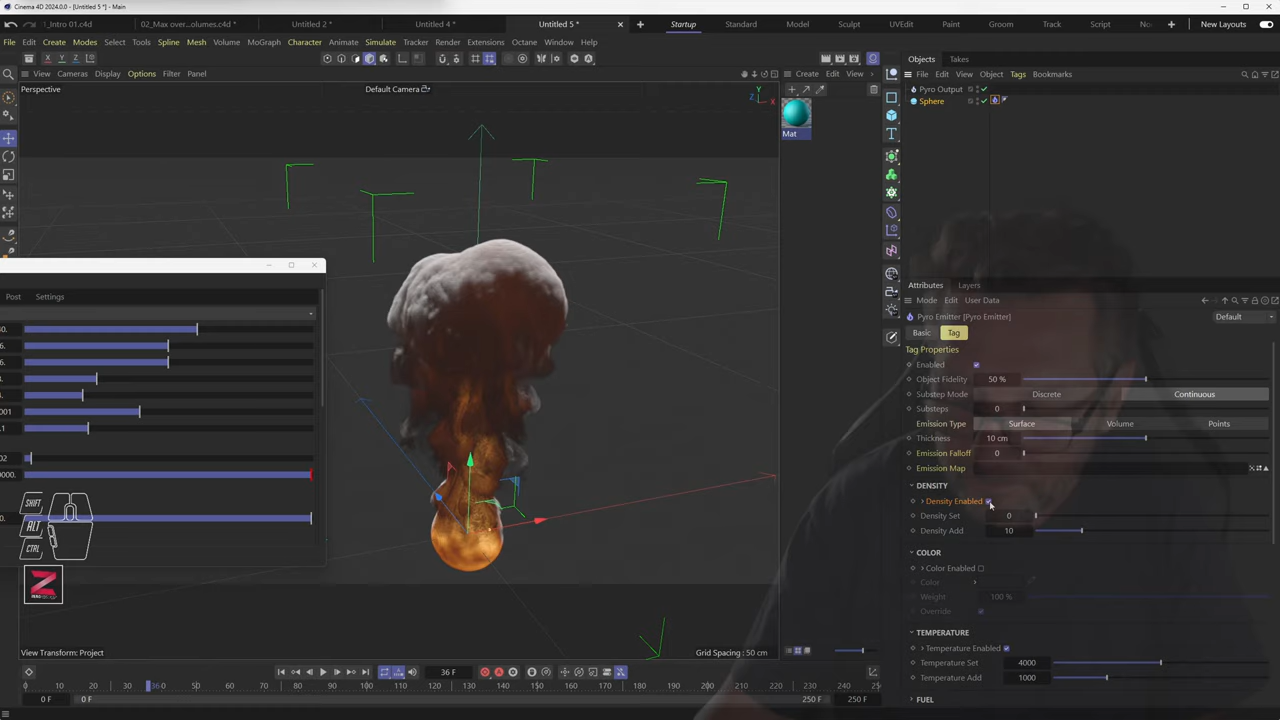 Cinema 4D 2024.0.0 - [Untitled 5 *] - Main
1_Intro 01.c4d *
02_Max over...olumes.c4d *
Untitled 2 *
Untitled 4 *
Untitled 5 *
Startup
Standard
Model
Sculpt
UVEdit
Paint
Groom
Track
Script
New Layouts
File Edit Create Modes Select Tools Spline Mesh Volume MoGraph Character Animate Simulate Tracker Render Extensions Octane Window Help
X Y Z
Objects Takes
View Cameras Display Options Filter Panel
Create Edit View
File Edit View Object Tags Bookmarks
Perspective
Default Camera
Y
Z X
Pyro Output
Sphere
Mat
Post Settings
Attributes Layers
Mode Edit User Data
Pyro Emitter [Pyro Emitter]
Default
Basic Tag
Tag Properties
Enabled
Object Fidelity 50 %
Substep Mode Discrete Continuous
Substeps 0
Emission Type Surface Volume Points
Thickness 10 cm
Emission Falloff 0
Emission Map
DENSITY
Density Enabled
Density Set 0
Density Add 10
COLOR
Color Enabled
Color
Weight 100 %
Override
TEMPERATURE
Temperature Enabled
Temperature Set 4000
Temperature Add 1000
FUEL
SHIFT
ALT
CTRL
View Transform: Project
Grid Spacing : 50 cm
36 F
0 10 20 30 36 0 50 60 70 80 90 100 110 120 130 140 150 160 170 180 190 200 210 220 230 240 25
0 F 0 F 250 F 250 F